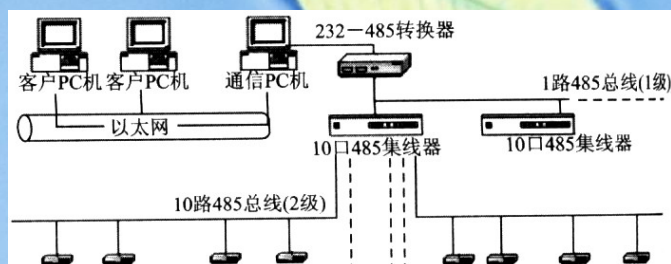 232－485转换器
客户PC机 客户PC机 通信PC机
1路485总线(1级)
以太网
10口485集线器
10口485集线器
10路485总线(2级)